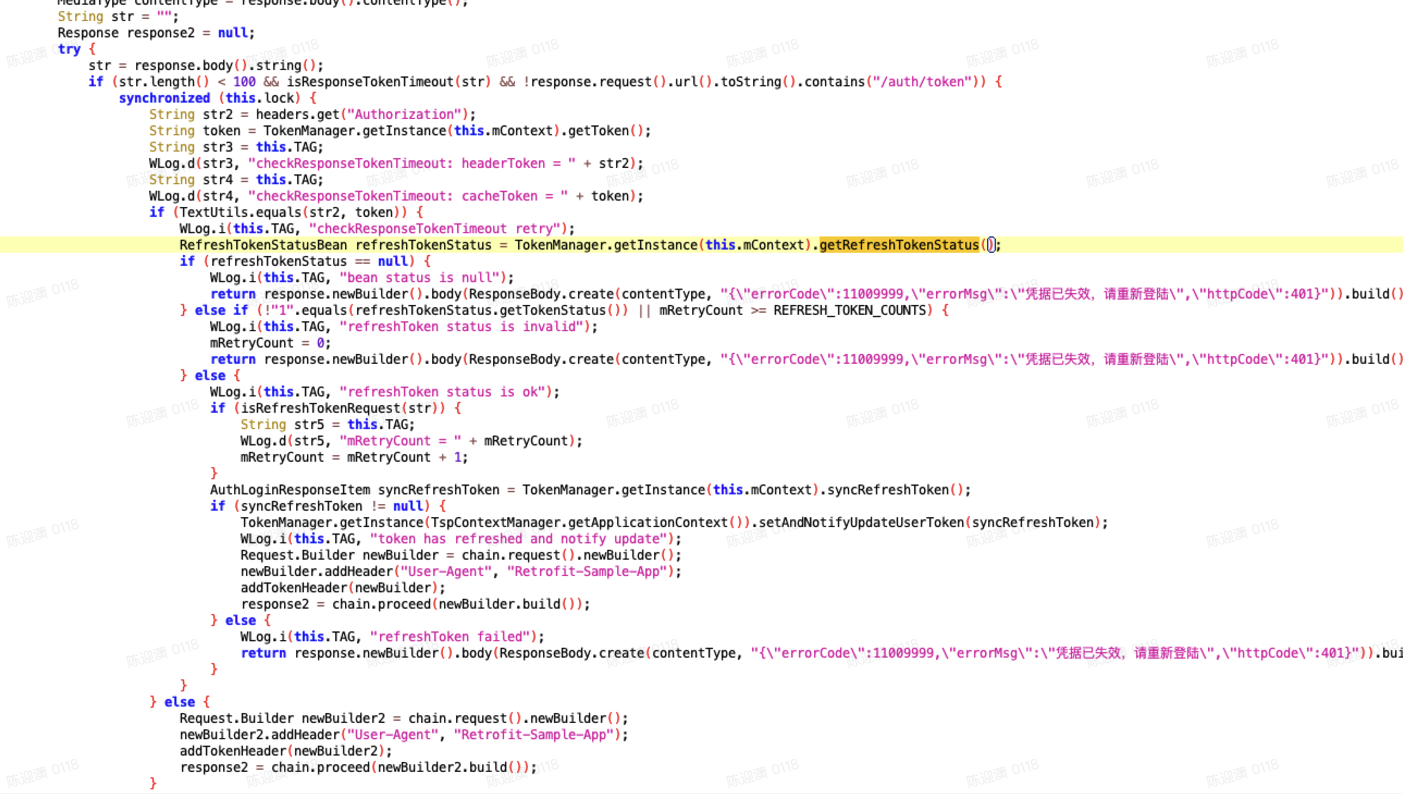 MediaType contentType = response.body().contentType();
String str = "";
Response response2 = null;
try {
str = response.body().string();
if (str.length() < 100 && isResponseTokenTimeout(str) && !response.request().url().toString().contains("/auth/token")) {
synchronized (this.lock) {
String str2 = headers.get("Authorization");
String token = TokenManager.getInstance(this.mContext).getToken();
String str3 = this.TAG;
WLog.d(str3, "checkResponseTokenTimeout: headerToken = " + str2);
String str4 = this.TAG;
WLog.d(str4, "checkResponseTokenTimeout: cacheToken = " + token);
if (TextUtils.equals(str2, token)) {
WLog.i(this.TAG, "checkResponseTokenTimeout retry");
RefreshTokenStatusBean refreshTokenStatus = TokenManager.getInstance(this.mContext).getRefreshTokenStatus();
if (refreshTokenStatus == null) {
WLog.i(this.TAG, "bean status is null");
return response.newBuilder().body(ResponseBody.create(contentType, "{\"errorCode\":11009999,\"errorMsg\":\"凭据已失效，请重新登陆\",\"httpCode\":401}")).build()
} else if (!"1".equals(refreshTokenStatus.getTokenStatus()) || mRetryCount >= REFRESH_TOKEN_COUNTS) {
WLog.i(this.TAG, "refreshToken status is invalid");
mRetryCount = 0;
return response.newBuilder().body(ResponseBody.create(contentType, "{\"errorCode\":11009999,\"errorMsg\":\"凭据已失效，请重新登陆\",\"httpCode\":401}")).build()
} else {
WLog.i(this.TAG, "refreshToken status is ok");
if (isRefreshTokenRequest(str)) {
String str5 = this.TAG;
WLog.d(str5, "mRetryCount = " + mRetryCount);
mRetryCount = mRetryCount + 1;
}
AuthLoginResponseItem syncRefreshToken = TokenManager.getInstance(this.mContext).syncRefreshToken();
if (syncRefreshToken != null) {
TokenManager.getInstance(TspContextManager.getApplicationContext()).setAndNotifyUpdateUserToken(syncRefreshToken);
WLog.i(this.TAG, "token has refreshed and notify update");
Request.Builder newBuilder = chain.request().newBuilder();
newBuilder.addHeader("User-Agent", "Retrofit-Sample-App");
addTokenHeader(newBuilder);
response2 = chain.proceed(newBuilder.build());
} else {
WLog.i(this.TAG, "refreshToken failed");
return response.newBuilder().body(ResponseBody.create(contentType, "{\"errorCode\":11009999,\"errorMsg\":\"凭据已失效，请重新登陆\",\"httpCode\":401}")).bui
}
}
} else {
Request.Builder newBuilder2 = chain.request().newBuilder();
newBuilder2.addHeader("User-Agent", "Retrofit-Sample-App");
addTokenHeader(newBuilder2);
response2 = chain.proceed(newBuilder2.build());
}